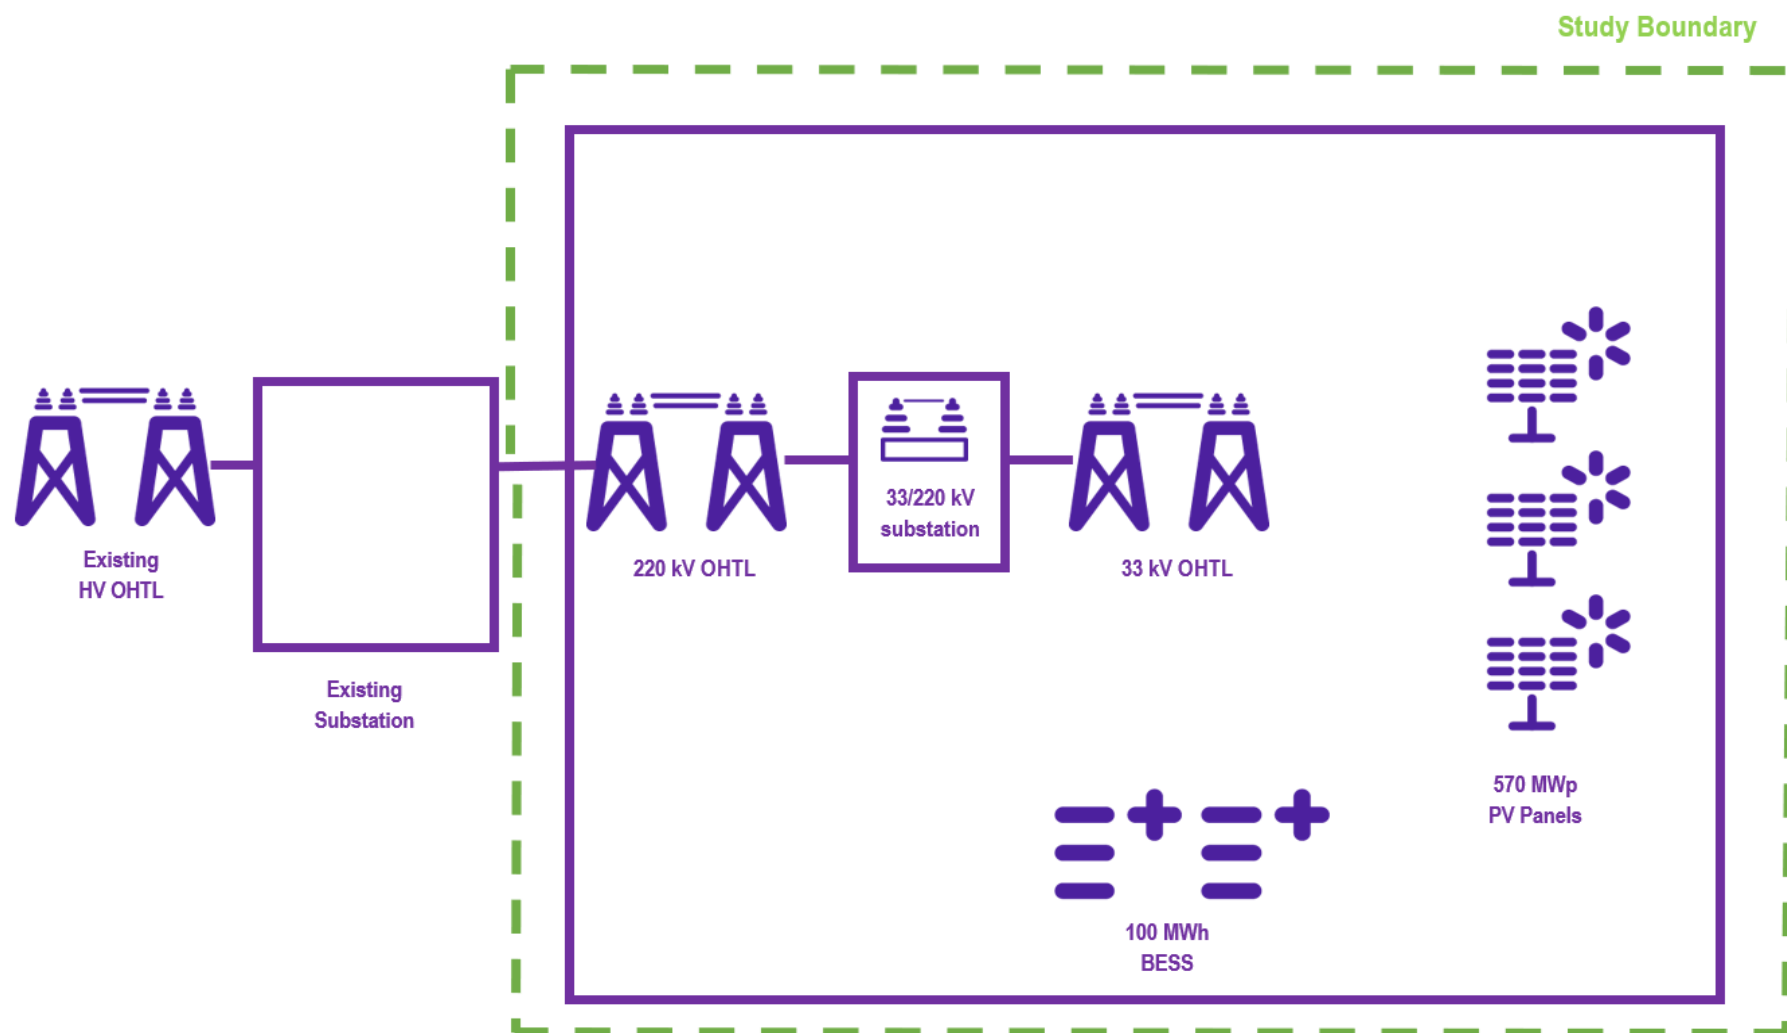 Study Boundary
Existing
HV OHTL
Existing
Substation
220 kV OHTL
33/220 kV
substation
33 kV OHTL
570 MWp
PV Panels
100 MWh
BESS